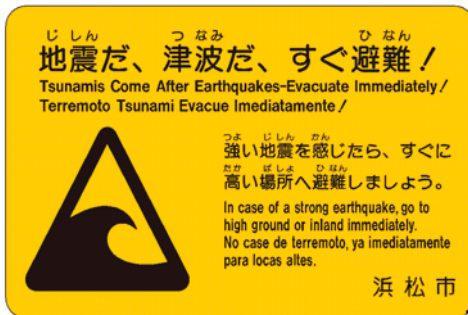 じしん つなみ ひなん
地震だ、津波だ、すぐ避難！
Tsunamis Come After Earthquakes-Evacuate Immediately!
Terremoto Tsunami Evacue Imediatamente!
つよ じしん かん
強い地震を感じたら、すぐに
たか ばしょ ひなん
高い場所へ避難しましょう。
In case of a strong earthquake, go to
high ground or inland immediately.
No case de terremoto, ya imediatamente
para locas altes.
浜松市